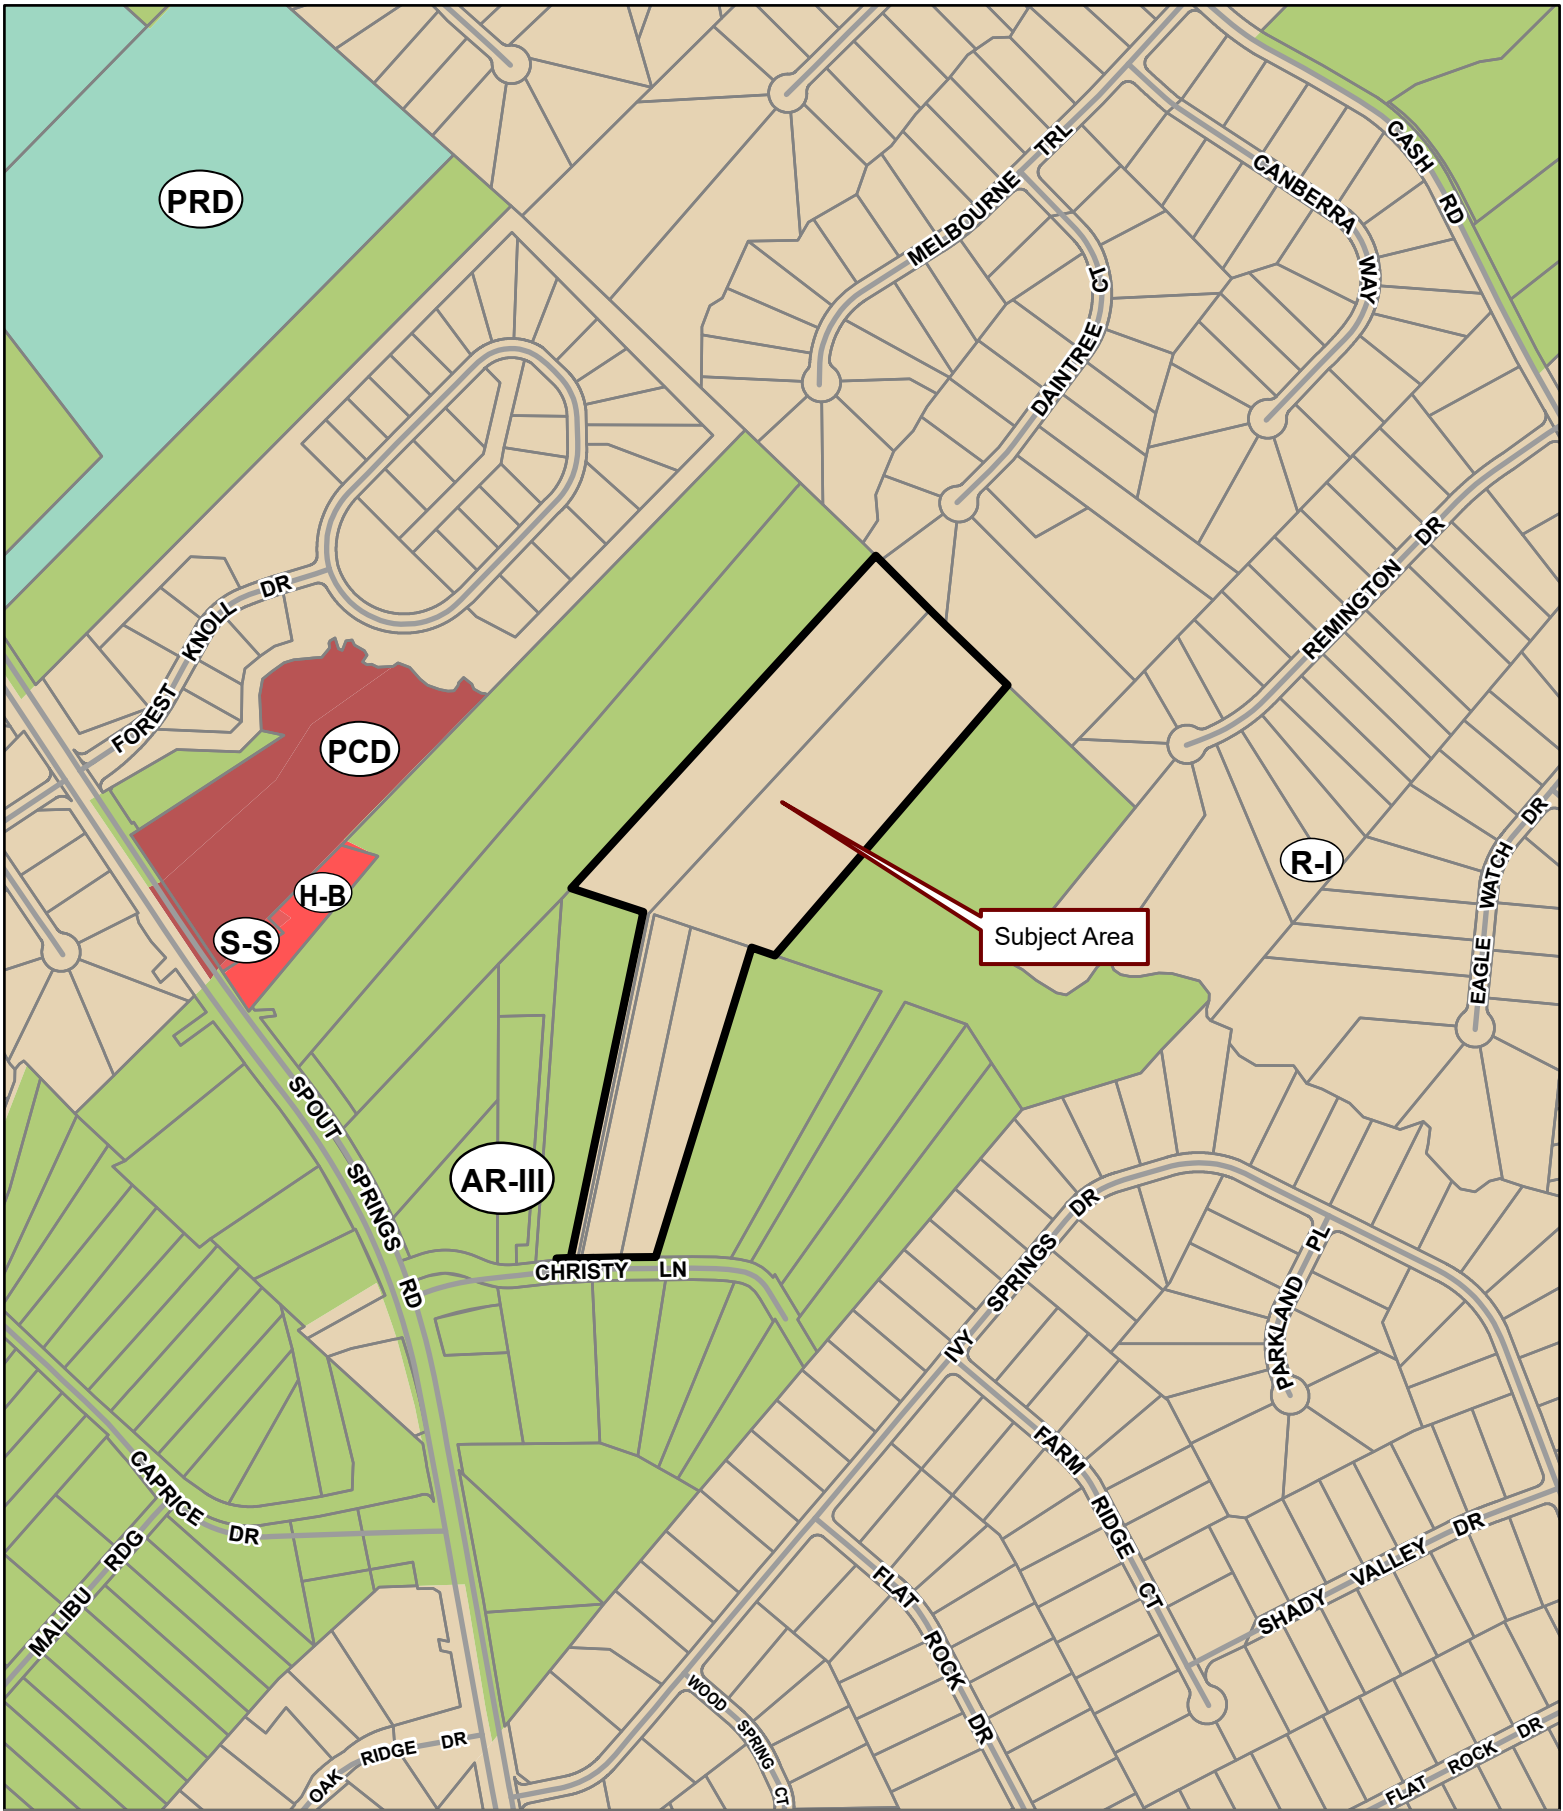 CASH RD
MELBOURNE TRL
CANBERRA WAY
PRD
DAINTREE CT
REMINGTON DR
FOREST KNOLL DR
PCD
EAGLE WATCH DR
R-I
H-B
S-S
Subject Area
SPOUT SPRINGS RD
AR-III
CHRISTY LN
IVY SPRINGS DR
PARKLAND PL
FARM RIDGE CT
CAPRICE DR
MALIBU RDG
SHADY VALLEY DR
FLAT ROCK DR
WOOD SPRING CT
OAK RIDGE DR
FLAT ROCK DR